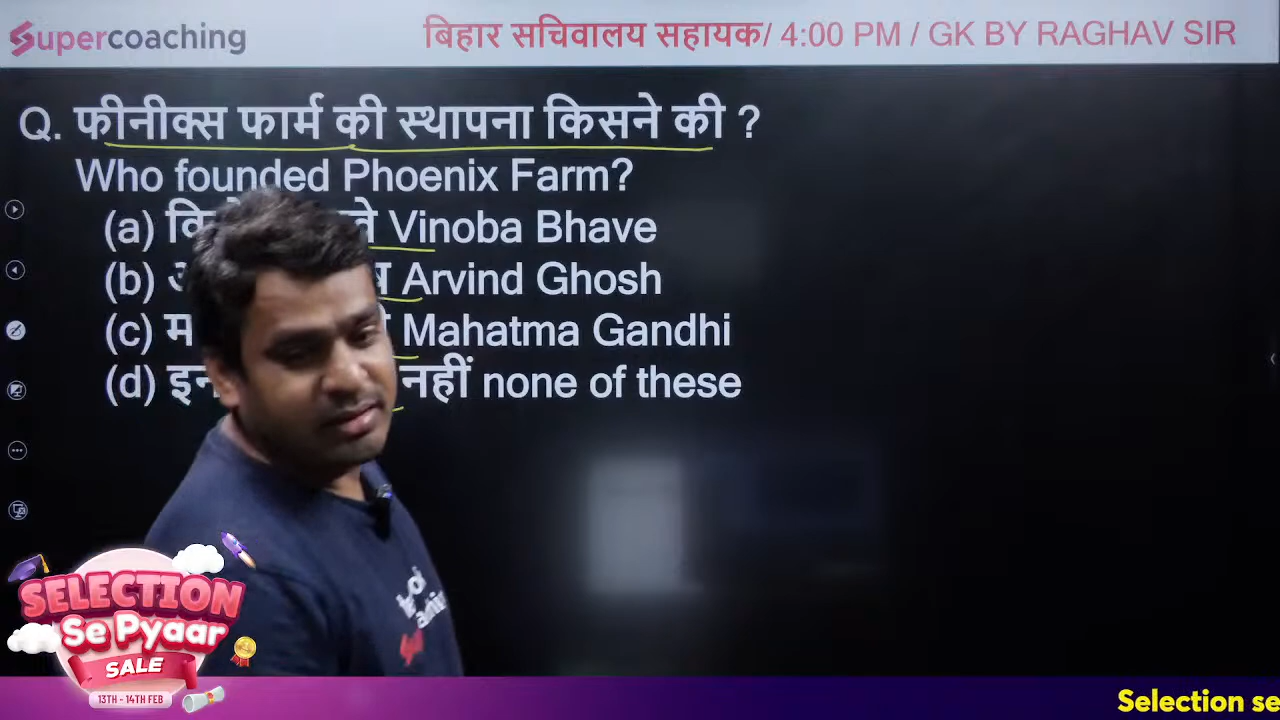 Supercoaching
बिहार सचिवालय सहायक/ 4:00 PM / GK BY RAGHAV SIR
Q. फीनीक्स फार्म की स्थापना किसने की ?
Who founded Phoenix Farm?
(a) Vinoba Bhave
(b) Arvind Ghosh
(c) Mahatma Gandhi
(d) नहीं none of these
SELECTION
Se Pyaar
SALE
13TH - 14TH FEB
Selection